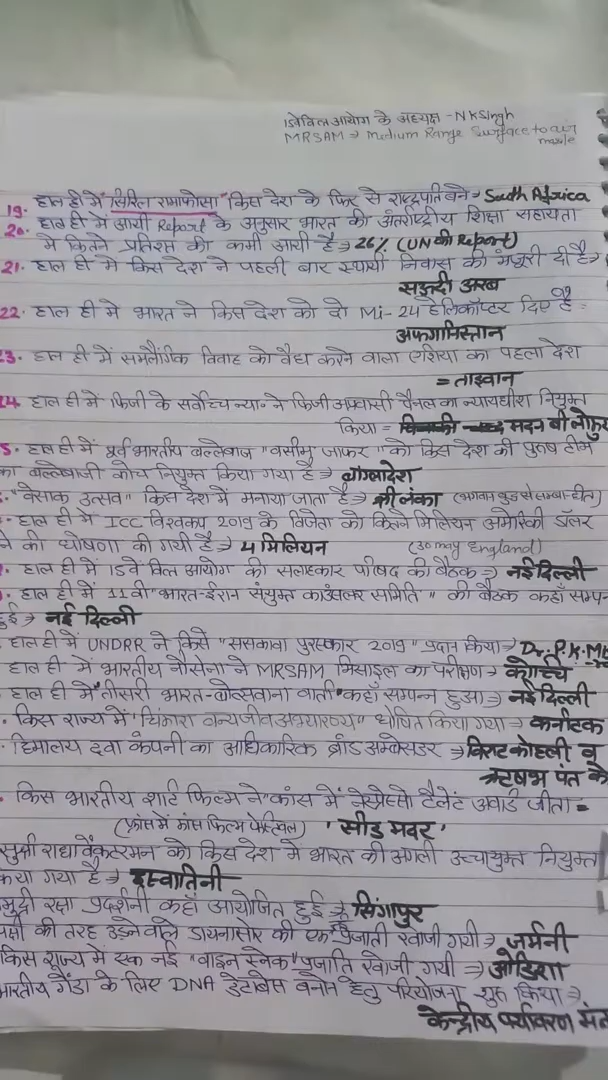 15वे वित्त आयोग के अध्यक्ष - NKSingh
MRSAM → Medium Range Surface to air
19. हाल ही में "सिरिल रामाफोसा" किस देश के फिर से राष्ट्रपति बने → South Africa
20. हाल ही में आयी Report के अनुसार भारत की अंतर्राष्ट्रीय शिक्षा सहायता
में कितने प्रतिशत की कमी आयी है → 26% (UN की Report)
21. हाल ही में किस देश ने पहली बार स्थायी निवास की मंजूरी दी है →
सऊदी अरब
22. हाल ही में भारत ने किस देश को दो Mi-24 हेलिकॉप्टर दिए है =
अफगानिस्तान
23. हाल ही में समलैंगिक विवाह को वैध करने वाला एशिया का पहला देश
= ताइवान
24. हाल ही में फिजी के सर्वोच्च न्या० ने फिजी अप्रवासी पैनल का न्यायधीश नियुक्त
किया = मदन बी लोकुर
5. हाल ही में पूर्व भारतीय बल्लेबाज "वसीम जाफर" को किस देश की पुरुष टीम
का बल्लेबाजी कोच नियुक्त किया गया है → बांग्लादेश
"वेसाक उत्सव" किस देश में मनाया जाता है → श्री लंका (भगवान बुद्ध से सम्बन्धित)
हाल ही में ICC विश्वकप 2019 के विजेता को कितने मिलियन अमेरिकी डॉलर
ने की घोषणा की गयी है → 4 मिलियन (30 may England)
हाल ही में 15वे वित्त आयोग की सलाहकार परिषद की बैठक → नई दिल्ली
हाल ही में 11वी "भारत-ईरान संयुक्त काउंसलर समिति" की बैठक कहाँ सम्प-
हुई → नई दिल्ली
हाल ही में UNDRR ने किसे "ससाकावा पुरस्कार 2019" प्रदान किया → Dr. P.K. Mi
हाल ही में भारतीय नौसेना ने MRSAM मिसाइल का परीक्षण → कोच्चि
हाल ही में "तीसरी भारत-बोत्सवाना वार्ता" कहाँ सम्पन्न हुआ → नई दिल्ली
किस राज्य में "चिंकारा वन्यजीव अभयारण्य" घोषित किया गया → कर्नाटक
हिमालय दवा कंपनी का आधिकारिक ब्रांड अम्बेसडर → विराट कोहली व
ऋषभ पंत को
किस भारतीय शार्ट फिल्म ने कांस में नेस्प्रेस्सो टैलेंट अवार्ड जीता =
(फ्रांस में कांस फिल्म फेस्टिवल) 'सीड मदर'
सुश्री राधा वेंकटरमन को किस देश में भारत की अगली उच्चायुक्त नियुक्त
किया गया है → इस्वातिनी
मुद्री रक्षा प्रदर्शनी कहाँ आयोजित हुई → सिंगापुर
पक्षी की तरह उड़ने वाले डायनासोर की एक प्रजाती खोजी गयी → जर्मनी
किस राज्य में एक नई "वाइन स्नेक" प्रजाति खोजी गयी → ओडिशा
भारतीय गेंडा के लिए DNA डेटाबेस बनाने हेतु परियोजना शुरु किया →
केन्द्रीय पर्यावरण मंत